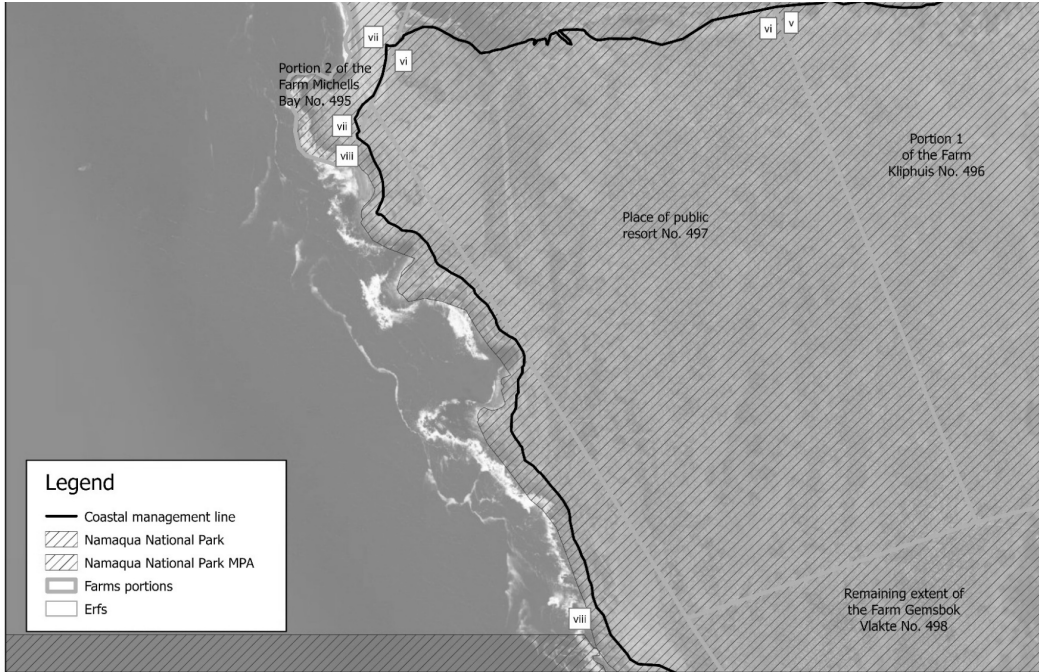 vii
vi
v
vi
Portion 2 of the
Farm Michells
Bay No. 495
vii
viii
Portion 1
of the Farm
Kliphuis No. 496
Place of public
resort No. 497
Legend
Coastal management line
Namaqua National Park
Namaqua National Park MPA
Farms portions
Erfs
Remaining extent of
the Farm Gemsbok
Vlakte No. 498
viii